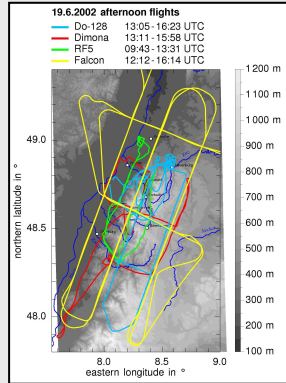 19.6.2002 afternoon flights
Do-128 13:05-16:23 UTC
Dimona 13:11-15:58 UTC
RF5 09:43-13:31 UTC
Falcon 12:12-16:14 UTC
1200 m
1100 m
1000 m
900 m
800 m
700 m
600 m
500 m
400 m
300 m
200 m
100 m
northern latitude in °
49.0
48.5
48.0
8.0 8.5 9.0
eastern longitude in °